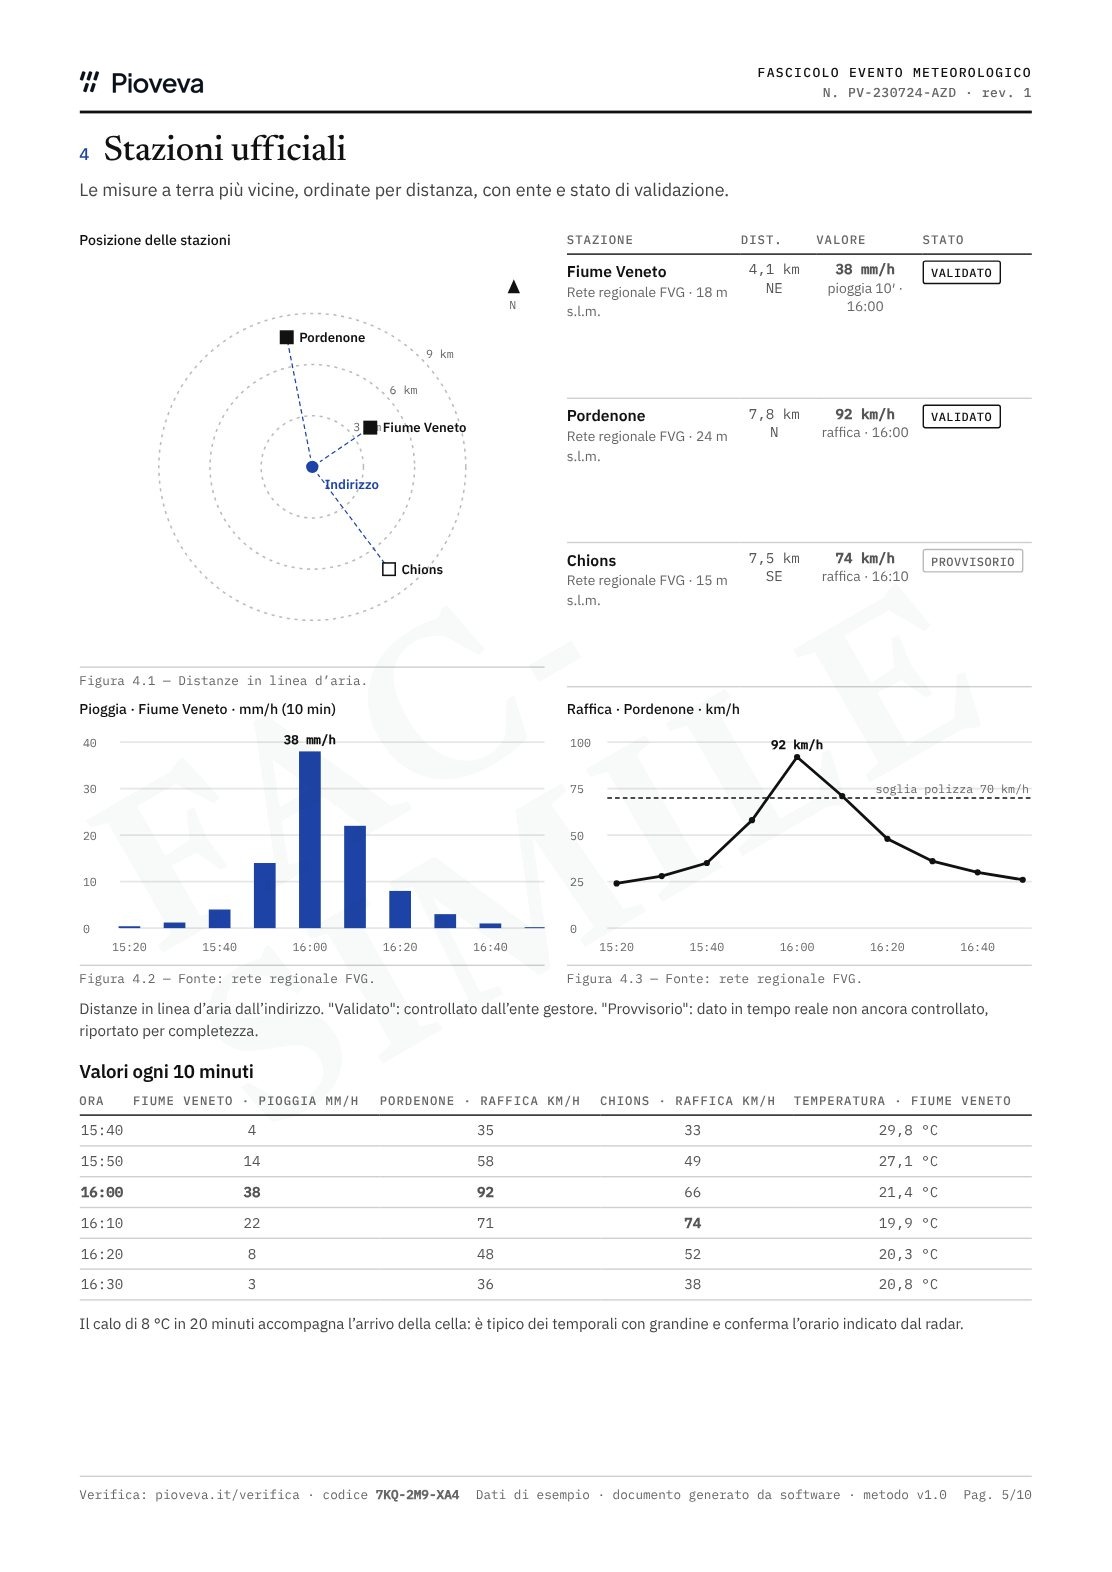 Pioveva
FASCICOLO EVENTO METEOROLOGICO
N. PV-230724-AZD · rev. 1
4 Stazioni ufficiali
Le misure a terra più vicine, ordinate per distanza, con ente e stato di validazione.
Posizione delle stazioni
N
Pordenone
9 km
6 km
3
Fiume Veneto
Indirizzo
Chions
Figura 4.1 — Distanze in linea d’aria.
STAZIONE DIST. VALORE STATO
Fiume Veneto 4,1 km 38 mm/h VALIDATO
Rete regionale FVG · 18 m NE pioggia 10' ·
s.l.m. 16:00
Pordenone 7,8 km 92 km/h VALIDATO
Rete regionale FVG · 24 m N raffica · 16:00
s.l.m.
Chions 7,5 km 74 km/h PROVVISORIO
Rete regionale FVG · 15 m SE raffica · 16:10
s.l.m.
FAC-
SIMILE
Pioggia · Fiume Veneto · mm/h (10 min)
38 mm/h
40
30
20
10
0
15:20 15:40 16:00 16:20 16:40
Figura 4.2 — Fonte: rete regionale FVG.
Raffica · Pordenone · km/h
92 km/h
100
75
soglia polizza 70 km/h
50
25
0
15:20 15:40 16:00 16:20 16:40
Figura 4.3 — Fonte: rete regionale FVG.
Distanze in linea d’aria dall’indirizzo. "Validato": controllato dall’ente gestore. "Provvisorio": dato in tempo reale non ancora controllato,
riportato per completezza.
Valori ogni 10 minuti
ORA FIUME VENETO · PIOGGIA MM/H PORDENONE · RAFFICA KM/H CHIONS · RAFFICA KM/H TEMPERATURA · FIUME VENETO
15:40 4 35 33 29,8 °C
15:50 14 58 49 27,1 °C
16:00 38 92 66 21,4 °C
16:10 22 71 74 19,9 °C
16:20 8 48 52 20,3 °C
16:30 3 36 38 20,8 °C
Il calo di 8 °C in 20 minuti accompagna l’arrivo della cella: è tipico dei temporali con grandine e conferma l’orario indicato dal radar.
Verifica: pioveva.it/verifica · codice 7KQ-2M9-XA4 Dati di esempio · documento generato da software · metodo v1.0 Pag. 5/10